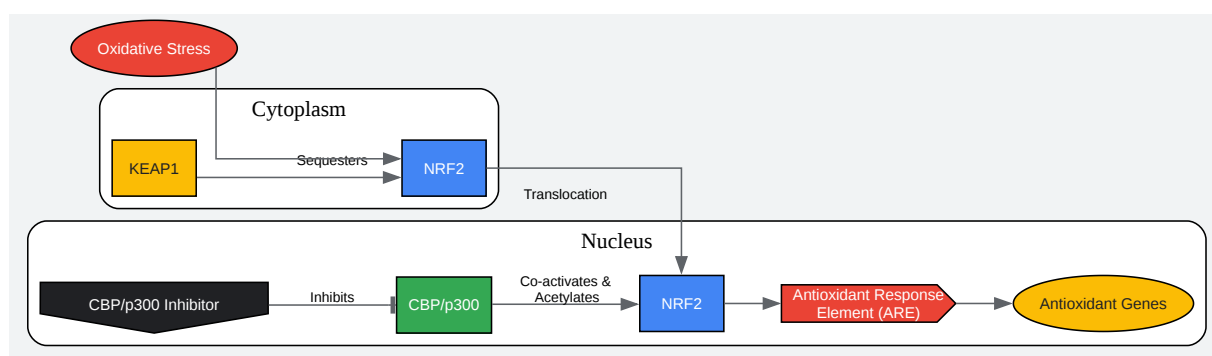 Oxidative Stress
Cytoplasm
KEAP1
Sequesters
NRF2
Translocation
Nucleus
CBP/p300 Inhibitor
Inhibits
CBP/p300
Co-activates &
Acetylates
NRF2
Antioxidant Response
Element (ARE)
Antioxidant Genes